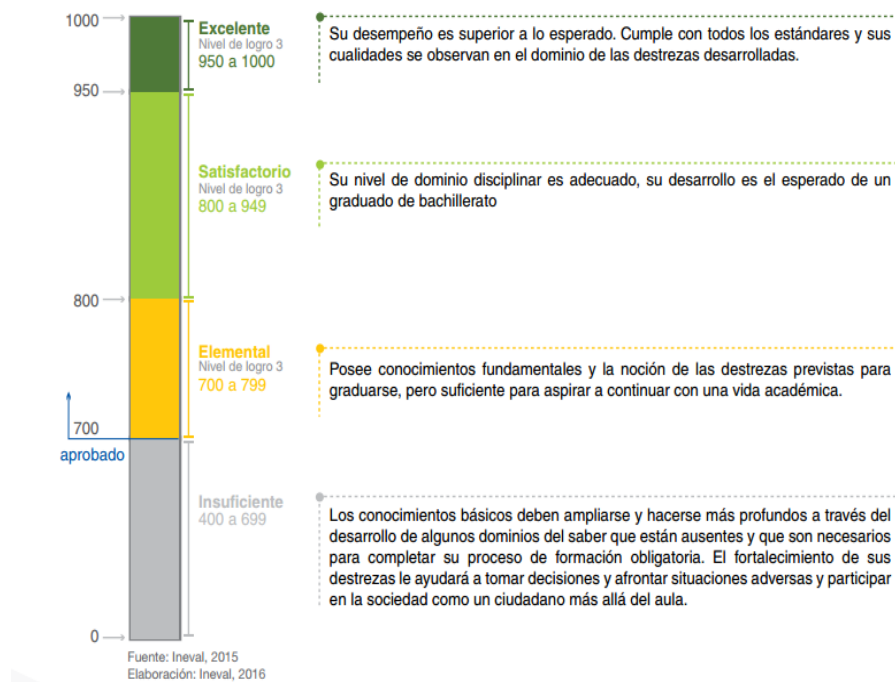 1000
Excelente
Nivel de logro 3
950 a 1000
Su desempeño es superior a lo esperado. Cumple con todos los estándares y sus
cualidades se observan en el dominio de las destrezas desarrolladas.
950
Satisfactorio
Nivel de logro 3
800 a 949
Su nivel de dominio disciplinar es adecuado, su desarrollo es el esperado de un
graduado de bachillerato
800
Elemental
Nivel de logro 3
700 a 799
Posee conocimientos fundamentales y la noción de las destrezas previstas para
graduarse, pero suficiente para aspirar a continuar con una vida académica.
700
aprobado
Insuficiente
400 a 699
Los conocimientos básicos deben ampliarse y hacerse más profundos a través del
desarrollo de algunos dominios del saber que están ausentes y que son necesarios
para completar su proceso de formación obligatoria. El fortalecimiento de sus
destrezas le ayudará a tomar decisiones y afrontar situaciones adversas y participar
en la sociedad como un ciudadano más allá del aula.
0
Fuente: Ineval, 2015
Elaboración: Ineval, 2016